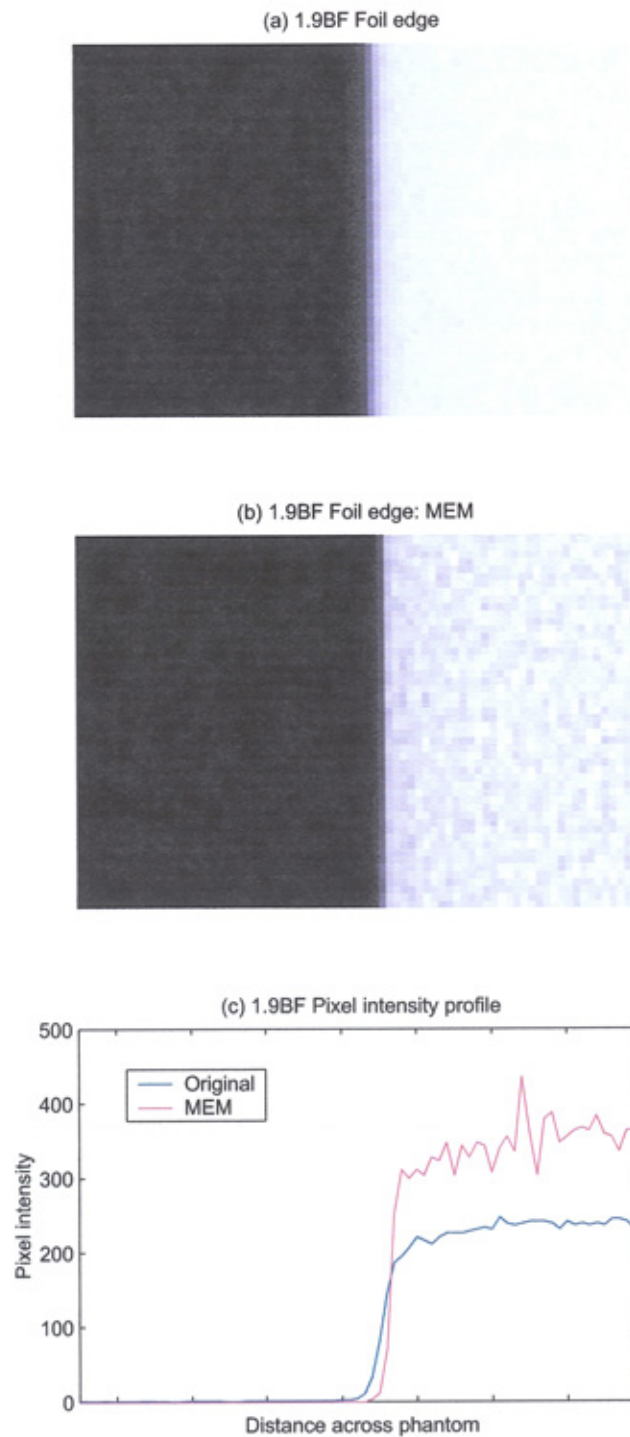 (a) 1.9BF Foil edge
(b) 1.9BF Foil edge: MEM
(c) 1.9BF Pixel intensity profile
500
400
300
200
100
0
Pixel intensity
Original
MEM
Distance across phantom